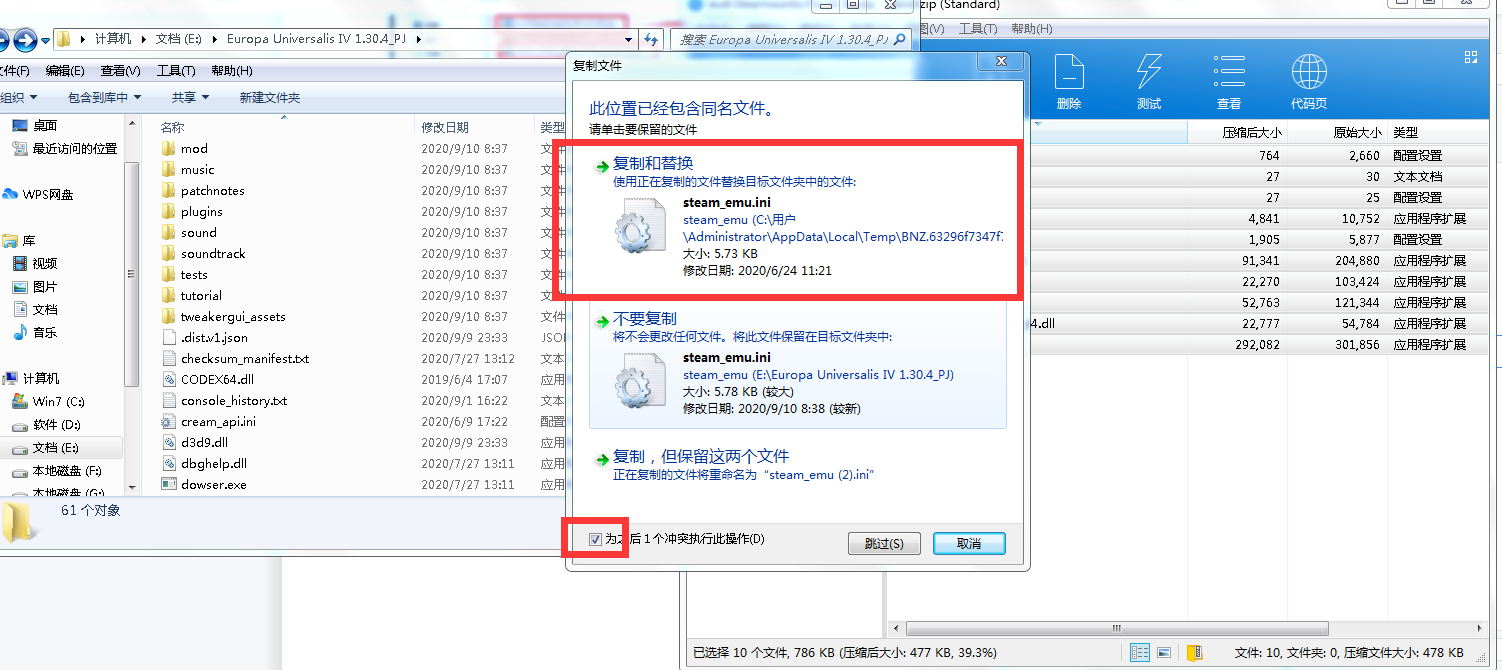 zip (Standard)
计算机 文档 (E:) Europa Universalis IV 1.30.4_PJ
搜索 Europa Universalis IV 1.30.4_PJ
文件(F) 编辑(E) 查看(V) 工具(T) 帮助(H)
组织 包含到库中 共享 新建文件夹
桌面
最近访问的位置
WPS网盘
库
视频
图片
文档
音乐
计算机
Win7 (C:)
软件 (D:)
文档 (E:)
本地磁盘 (F:)
本地磁盘 (G:)
名称 修改日期 类型
mod 2020/9/10 8:37 文件
music 2020/9/10 8:37 文件
patchnotes 2020/9/10 8:37 文件
plugins 2020/9/10 8:37 文件
sound 2020/9/10 8:37 文件
soundtrack 2020/9/10 8:37 文件
tests 2020/9/10 8:37 文件
tutorial 2020/9/10 8:37 文件
tweakergui_assets 2020/9/10 8:37 文件
.dist.v1.json 2020/9/9 23:33 JSO
checksum_manifest.txt 2020/7/27 13:12 文本
CODEX64.dll 2019/6/4 17:07 应用
console_history.txt 2020/9/1 16:22 文本
cream_api.ini 2020/6/9 17:22 配置
d3d9.dll 2020/9/9 23:33 应用
dbghelp.dll 2020/7/27 13:11 应用
dowser.exe 2020/7/27 13:11 应用
61 个对象
复制文件
此位置已经包含同名文件。
请单击要保留的文件
复制和替换
使用正在复制的文件替换目标文件夹中的文件:
steam_emu.ini
steam_emu (C:\用户
\Administrator\AppData\Local\Temp\BNZ.63296f7347f
大小: 5.73 KB
修改日期: 2020/6/24 11:21
不要复制
将不会更改任何文件。将此文件保留在目标文件夹中:
steam_emu.ini
steam_emu (E:\Europa Universalis IV 1.30.4_PJ)
大小: 5.78 KB (较大)
修改日期: 2020/9/10 8:38 (较新)
复制，但保留这两个文件
正在复制的文件将重命名为“steam_emu (2).ini”
为之后 1 个冲突执行此操作(D)
跳过(S) 取消
图(V) 工具(T) 帮助(H)
删除 测试 查看 代码页
压缩后大小 原始大小 类型
764 2,660 配置设置
27 30 文本文档
27 25 配置设置
4,841 10,752 应用程序扩展
1,905 5,877 配置设置
91,341 204,880 应用程序扩展
22,270 103,424 应用程序扩展
52,763 121,344 应用程序扩展
4.dll 22,777 54,784 应用程序扩展
292,082 301,856 应用程序扩展
已选择 10 个文件, 786 KB (压缩后大小: 477 KB, 39.3%)
文件: 10, 文件夹: 0, 压缩文件大小: 478 KB